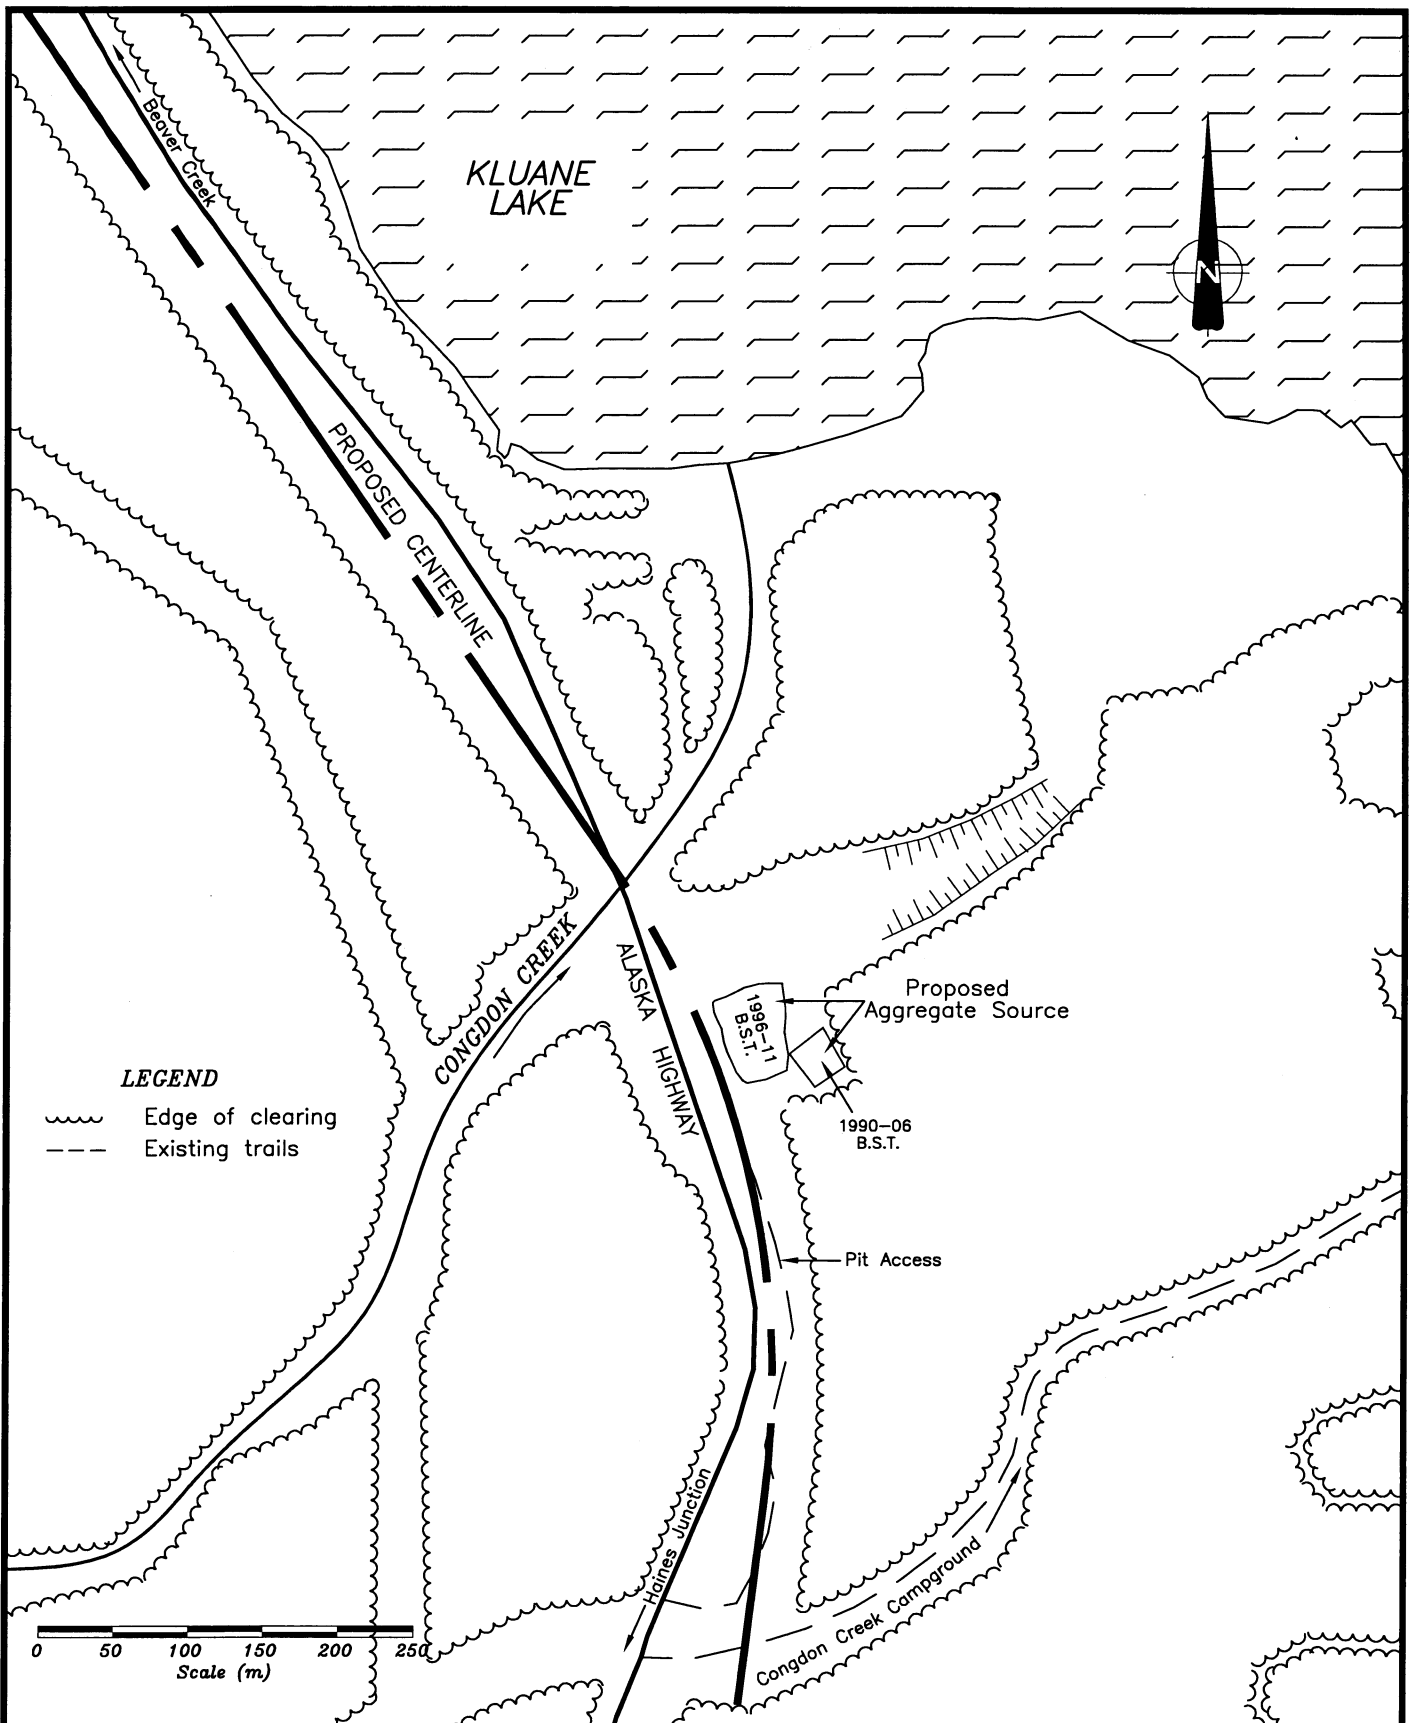 Beaver Creek
KLUANE
LAKE
N
PROPOSED CENTERLINE
CONGDON CREEK
ALASKA HIGHWAY
1996-11
B.S.T.
Proposed
Aggregate Source
1990-06
B.S.T.
LEGEND
Edge of clearing
Existing trails
Pit Access
Haines Junction
Congdon Creek Campground
0 50 100 150 200 250
Scale (m)